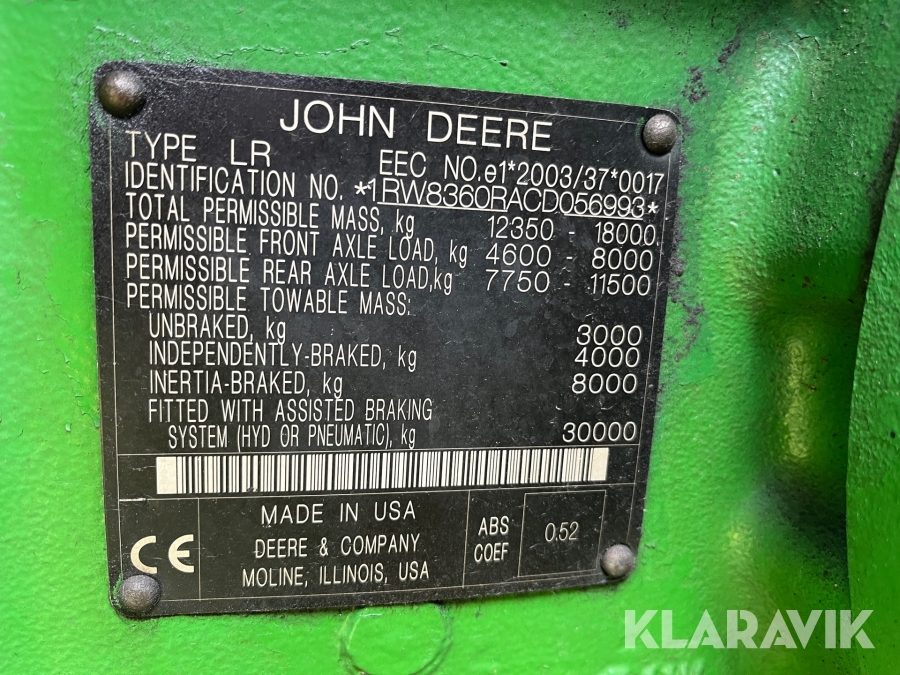 JOHN DEERE
TYPE LR
EEC NO. e1*2003/37*0017
IDENTIFICATION NO. *1RW8360RACD056993*
TOTAL PERMISSIBLE MASS, kg 12350 - 18000
PERMISSIBLE FRONT AXLE LOAD, kg 4600 - 8000
PERMISSIBLE REAR AXLE LOAD,kg 7750 - 11500
PERMISSIBLE TOWABLE MASS:
UNBRAKED, kg 3000
INDEPENDENTLY-BRAKED, kg 4000
INERTIA-BRAKED, kg 8000
FITTED WITH ASSISTED BRAKING
SYSTEM (HYD OR PNEUMATIC), kg 30000
CE
MADE IN USA
DEERE & COMPANY
MOLINE, ILLINOIS, USA
ABS
COEF
0.52
KLARAVIK